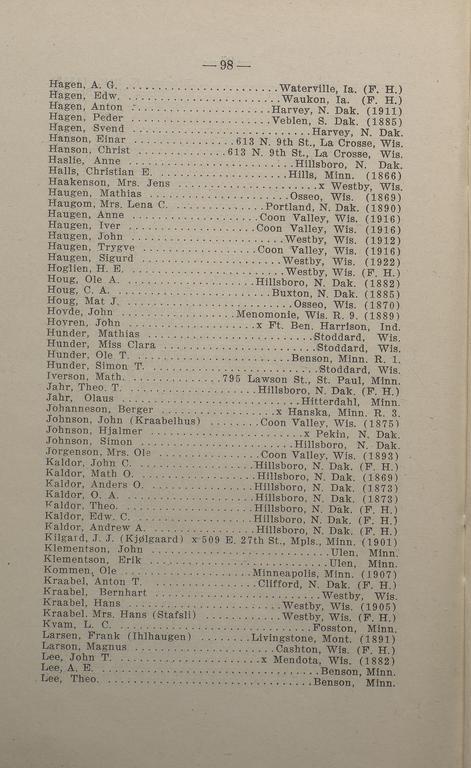 — 98 —
Hagen, A. G. ........................Waterville, Ia. (F. H.)
Hagen, Edw. ........................Waukon, Ia. (F. H.)
Hagen, Anton ......................Harvey, N. Dak. (1911)
Hagen, Peder ......................Veblen, S. Dak. (1885)
Hagen, Svend ............................Harvey, N. Dak.
Hanson, Einar .................613 N. 9th St., La Crosse, Wis.
Hanson, Christ ...............613 N. 9th St., La Crosse, Wis.
Haslie, Anne ..........................Hillsboro, N. Dak.
Halls, Christian E. ....................Hills, Minn. (1866)
Haakenson, Mrs. Jens .......................x Westby, Wis.
Haugen, Mathias .......................Osseo, Wis. (1869)
Haugom, Mrs. Lena C. ...............Portland, N. Dak. (1890)
Haugen, Anne ....................Coon Valley, Wis. (1916)
Haugen, Iver ....................Coon Valley, Wis. (1916)
Haugen, John ........................Westby, Wis. (1912)
Haugen, Trygve ..................Coon Valley, Wis. (1916)
Haugen, Sigurd ......................Westby, Wis. (1922)
Hoglien, H. E. ......................Westby, Wis. (F. H.)
Houg, Ole A. .....................Hillsboro, N. Dak. (1882)
Houg, C. A. ........................Buxton, N. Dak. (1885)
Houg, Mat J. ..........................Osseo, Wis. (1870)
Hovde, John ..................Menomonie, Wis. R. 9. (1889)
Hovren, John .....................x Ft. Ben. Harrison, Ind.
Hunder, Mathias ...........................Stoddard, Wis.
Hunder, Miss Clara ........................Stoddard, Wis.
Hunder, Ole T. .........................Benson, Minn. R. 1.
Hunder, Simon T. ..........................Stoddard, Wis.
Iverson, Math. .............795 Lawson St., St. Paul, Minn.
Jahr, Theo. T. ....................Hillsboro, N. Dak. (F. H.)
Jahr, Olaus ............................Hitterdahl, Minn.
Johanneson, Berger ..................x Hanska, Minn. R. 3.
Johnson, John (Kraabelhus) ........Coon Valley, Wis. (1875)
Johnson, Hjalmer .........................x Pekin, N. Dak.
Johnson, Simon ........................Hillsboro, N. Dak.
Jorgenson, Mrs. Ole ...............Coon Valley, Wis. (1893)
Kaldor, John C. ..................Hillsboro, N. Dak. (F. H.)
Kaldor, Math O. ..................Hillsboro, N. Dak. (1869)
Kaldor, Anders O. ................Hillsboro, N. Dak. (1873)
Kaldor, O. A. ....................Hillsboro, N. Dak. (1873)
Kaldor, Theo. ....................Hillsboro, N. Dak. (F. H.)
Kaldor, Edw. C. ..................Hillsboro, N. Dak. (F. H.)
Kaldor, Andrew A. ................Hillsboro, N. Dak. (F. H.)
Kilgard, J. J. (Kjølgaard) x 509 E. 27th St., Mpls., Minn. (1901)
Klementson, John ............................Ulen, Minn.
Klementson, Erik ............................Ulen, Minn.
Kommen, Ole ....................Minneapolis, Minn. (1907)
Kraabel, Anton T. .................Clifford, N. Dak. (F. H.)
Kraabel, Bernhart ..........................Westby, Wis.
Kraabel, Hans .......................Westby, Wis. (1905)
Kraabel. Mrs. Hans (Stafsli) ..........Westby, Wis. (F. H.)
Kvam, L. C. ..............................Fosston, Minn.
Larsen, Frank (Ihlhaugen) ........Livingstone, Mont. (1891)
Larson, Magnus .....................Cashton, Wis. (F. H.)
Lee, John T. .......................x Mendota, Wis. (1882)
Lee, A. E. ................................Benson, Minn.
Lee, Theo. ................................Benson, Minn.